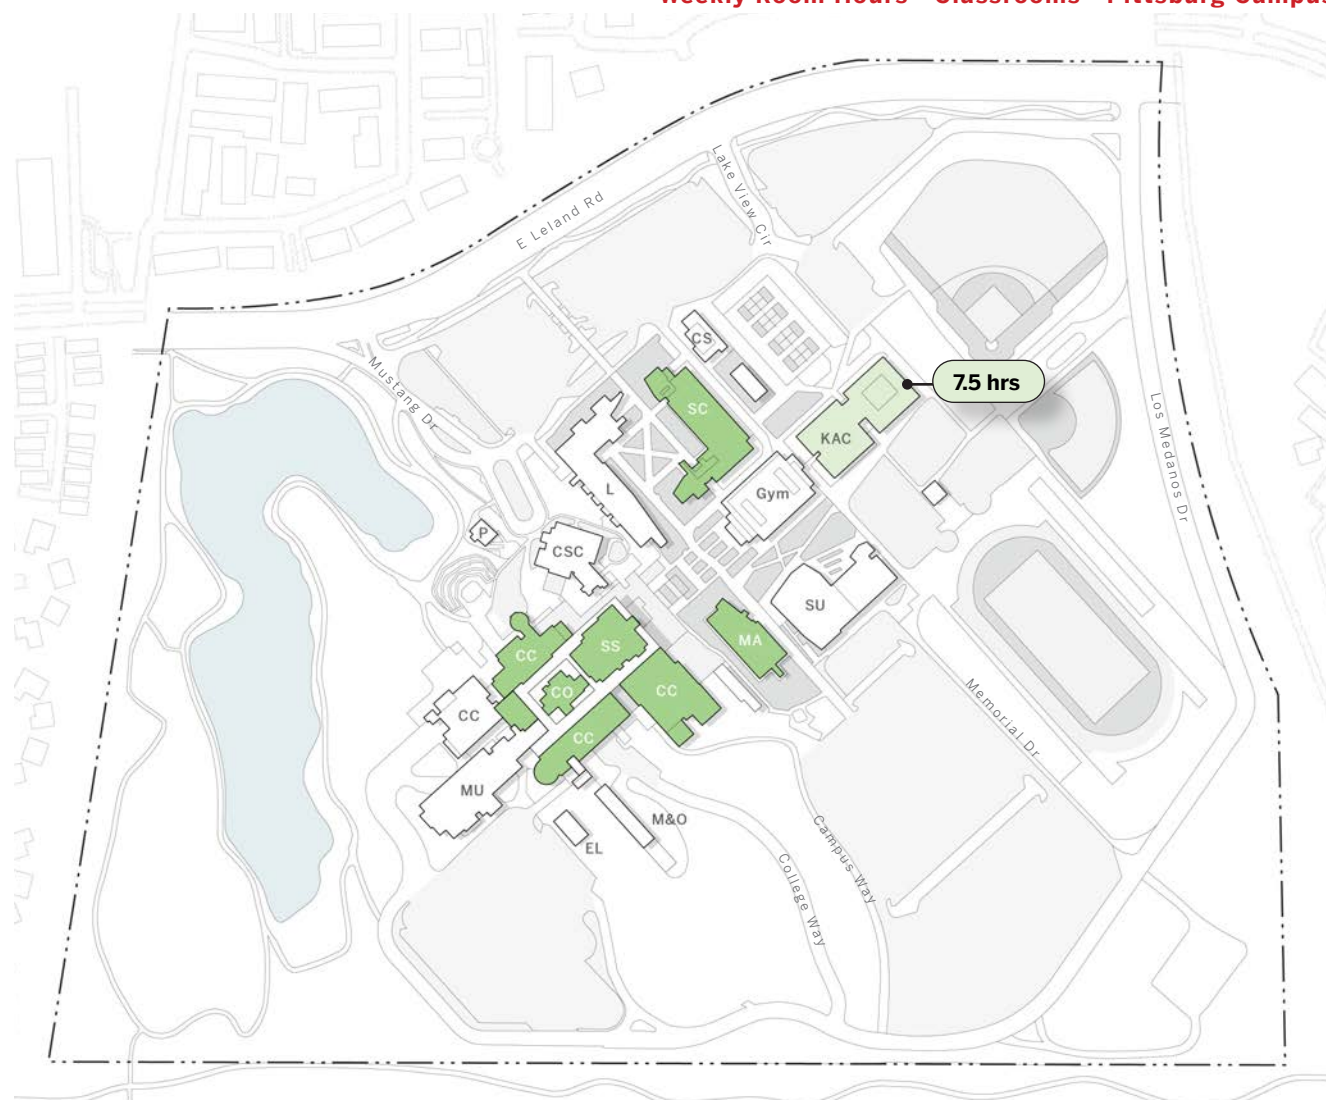 Weekly Room Hours - Classrooms - Pittsburg Campus
Lake View Cir
E Leland Rd
CS
Mustang Dr
7.5 hrs
SC
KAC
Los Medanos Dr
L
Gym
P
CSC
SU
MA
SS
CC
CO
CC
CC
Memorial Dr
CC
MU
M&O
EL
Campus Way
College Way